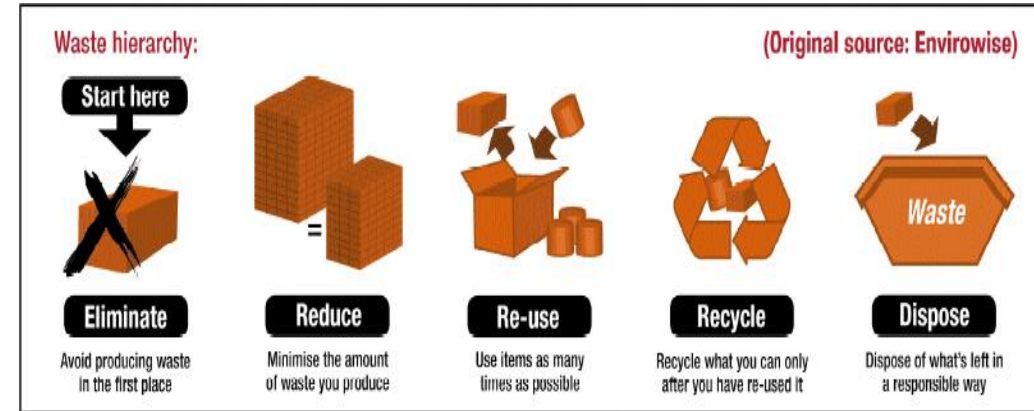 Waste hierarchy:
(Original source: Envirowise)
Start here
=
Waste
Eliminate
Avoid producing waste
in the first place
Reduce
Minimise the amount
of waste you produce
Re-use
Use items as many
times as possible
Recycle
Recycle what you can only
after you have re-used it
Dispose
Dispose of what's left in
a responsible way